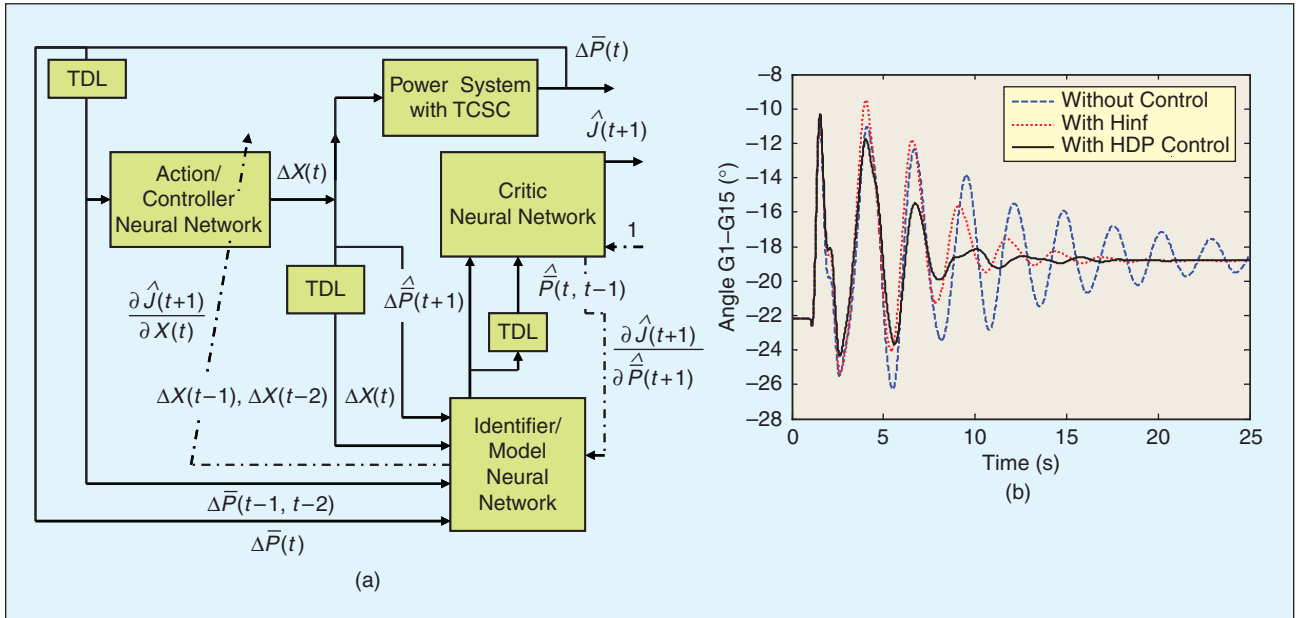 ΔP̅(t)
TDL
Power System
with TCSC
Ĵ(t+1)
Action/
Controller
Neural Network
ΔX(t)
Critic
Neural Network
1
TDL
ΔP̅̂(t+1)
P̅̂(t, t−1)
∂Ĵ(t+1)
∂X(t)
TDL
∂Ĵ(t+1)
∂P̅̂(t+1)
ΔX(t−1), ΔX(t−2)
ΔX(t)
Identifier/
Model
Neural
Network
ΔP̅(t−1, t−2)
ΔP̅(t)
(a)
−8
−10
−12
−14
−16
−18
−20
−22
−24
−26
−28
Angle G1–G15 (°)
Without Control
With Hinf
With HDP Control
0 5 10 15 20 25
Time (s)
(b)